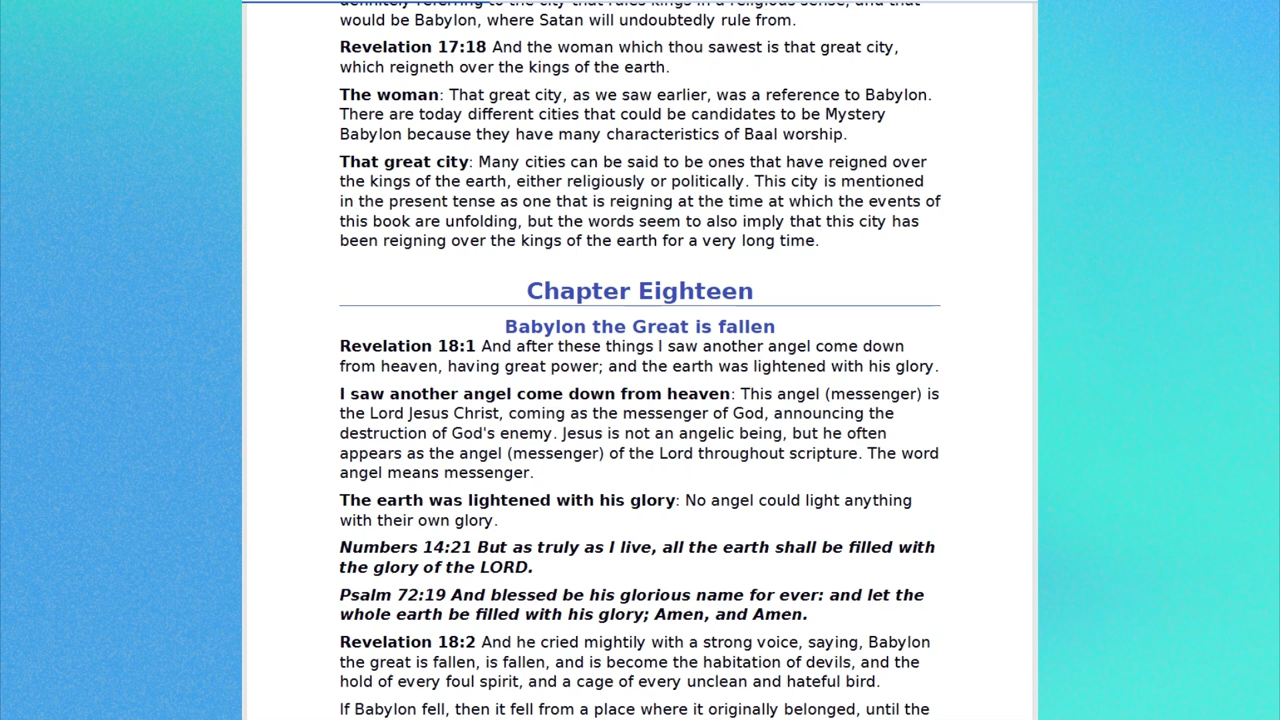 definitely referring to the city that rules kings in a religious sense, and that
would be Babylon, where Satan will undoubtedly rule from.
Revelation 17:18 And the woman which thou sawest is that great city,
which reigneth over the kings of the earth.
The woman: That great city, as we saw earlier, was a reference to Babylon.
There are today different cities that could be candidates to be Mystery
Babylon because they have many characteristics of Baal worship.
That great city: Many cities can be said to be ones that have reigned over
the kings of the earth, either religiously or politically. This city is mentioned
in the present tense as one that is reigning at the time at which the events of
this book are unfolding, but the words seem to also imply that this city has
been reigning over the kings of the earth for a very long time.
Chapter Eighteen
Babylon the Great is fallen
Revelation 18:1 And after these things I saw another angel come down
from heaven, having great power; and the earth was lightened with his glory.
I saw another angel come down from heaven: This angel (messenger) is
the Lord Jesus Christ, coming as the messenger of God, announcing the
destruction of God's enemy. Jesus is not an angelic being, but he often
appears as the angel (messenger) of the Lord throughout scripture. The word
angel means messenger.
The earth was lightened with his glory: No angel could light anything
with their own glory.
Numbers 14:21 But as truly as I live, all the earth shall be filled with
the glory of the LORD.
Psalm 72:19 And blessed be his glorious name for ever: and let the
whole earth be filled with his glory; Amen, and Amen.
Revelation 18:2 And he cried mightily with a strong voice, saying, Babylon
the great is fallen, is fallen, and is become the habitation of devils, and the
hold of every foul spirit, and a cage of every unclean and hateful bird.
If Babylon fell, then it fell from a place where it originally belonged, until the